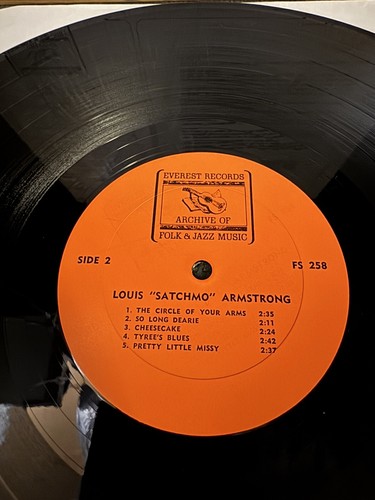 EVEREST RECORDS
ARCHIVE OF
FOLK & JAZZ MUSIC
SIDE 2
FS 258
LOUIS "SATCHMO" ARMSTRONG
1. THE CIRCLE OF YOUR ARMS 2:35
2. SO LONG DEARIE 2:11
3. CHEESECAKE 2:24
4. TYREE'S BLUES 2:42
5. PRETTY LITTLE MISSY 2:37